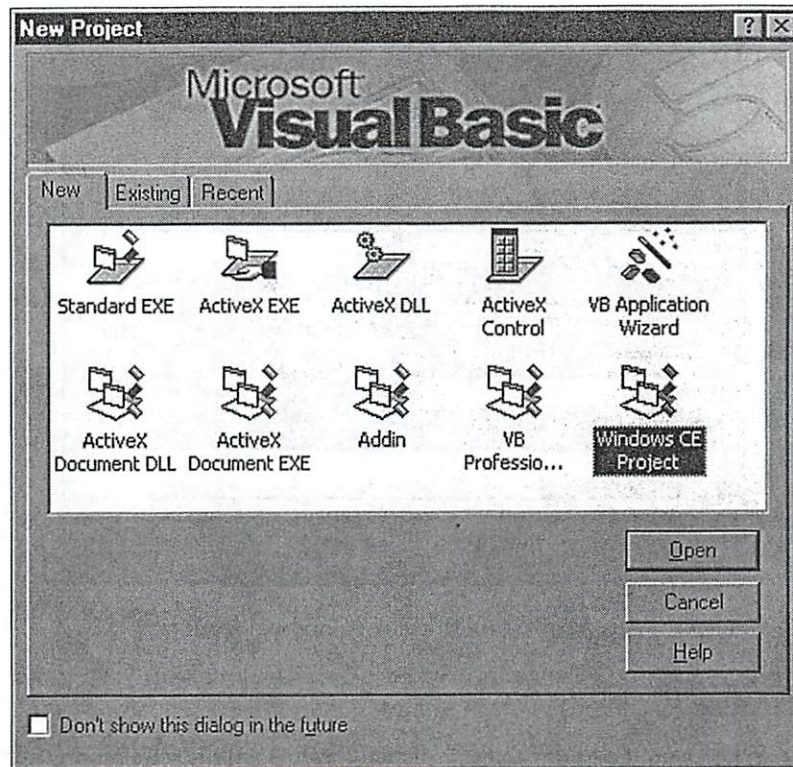 New Project
Microsoft
Visual Basic
New Existing Recent
Standard EXE ActiveX EXE ActiveX DLL ActiveX Control VB Application Wizard
ActiveX Document DLL ActiveX Document EXE Addin VB Professio... Windows CE Project
Open
Cancel
Help
Don't show this dialog in the future